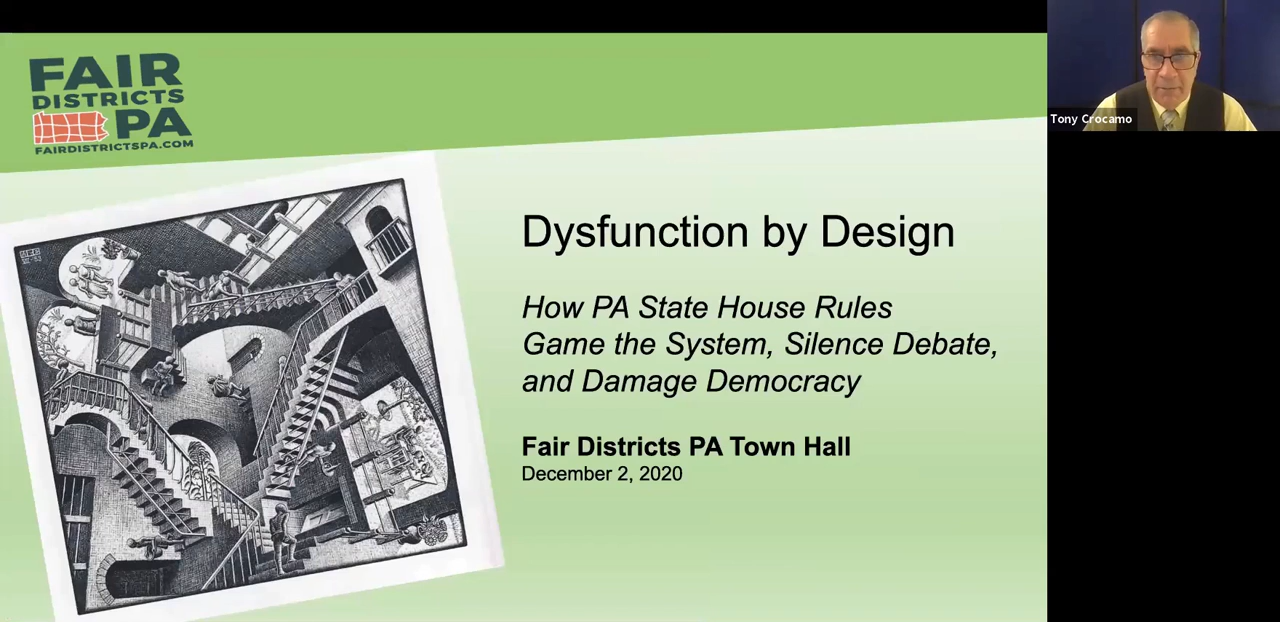 FAIR
DISTRICTS
PA
FAIRDISTRICTSPA.COM
Dysfunction by Design
How PA State House Rules
Game the System, Silence Debate,
and Damage Democracy
Fair Districts PA Town Hall
December 2, 2020
Tony Crocamo